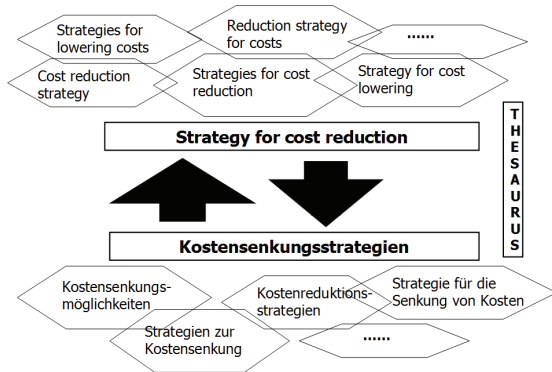 Strategies for
lowering costs
Reduction strategy
for costs
......
Cost reduction
strategy
Strategies for cost
reduction
Strategy for cost
lowering
Strategy for cost reduction
THESAURUS
Kostensenkungsstrategien
Kostensenkungs-
möglichkeiten
Kostenreduktions-
strategien
Strategie für die
Senkung von Kosten
Strategien zur
Kostensenkung
......